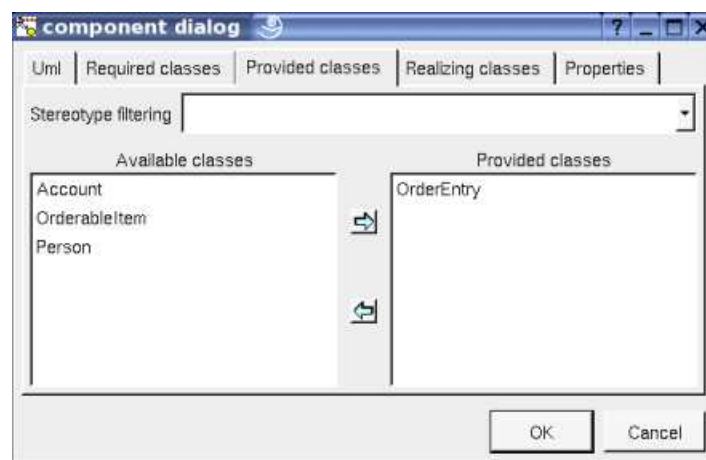 component dialog ? _ □ X
Uml Required classes Provided classes Realizing classes Properties
Stereotype filtering
Available classes Provided classes
Account OrderEntry
OrderableItem
Person
OK Cancel